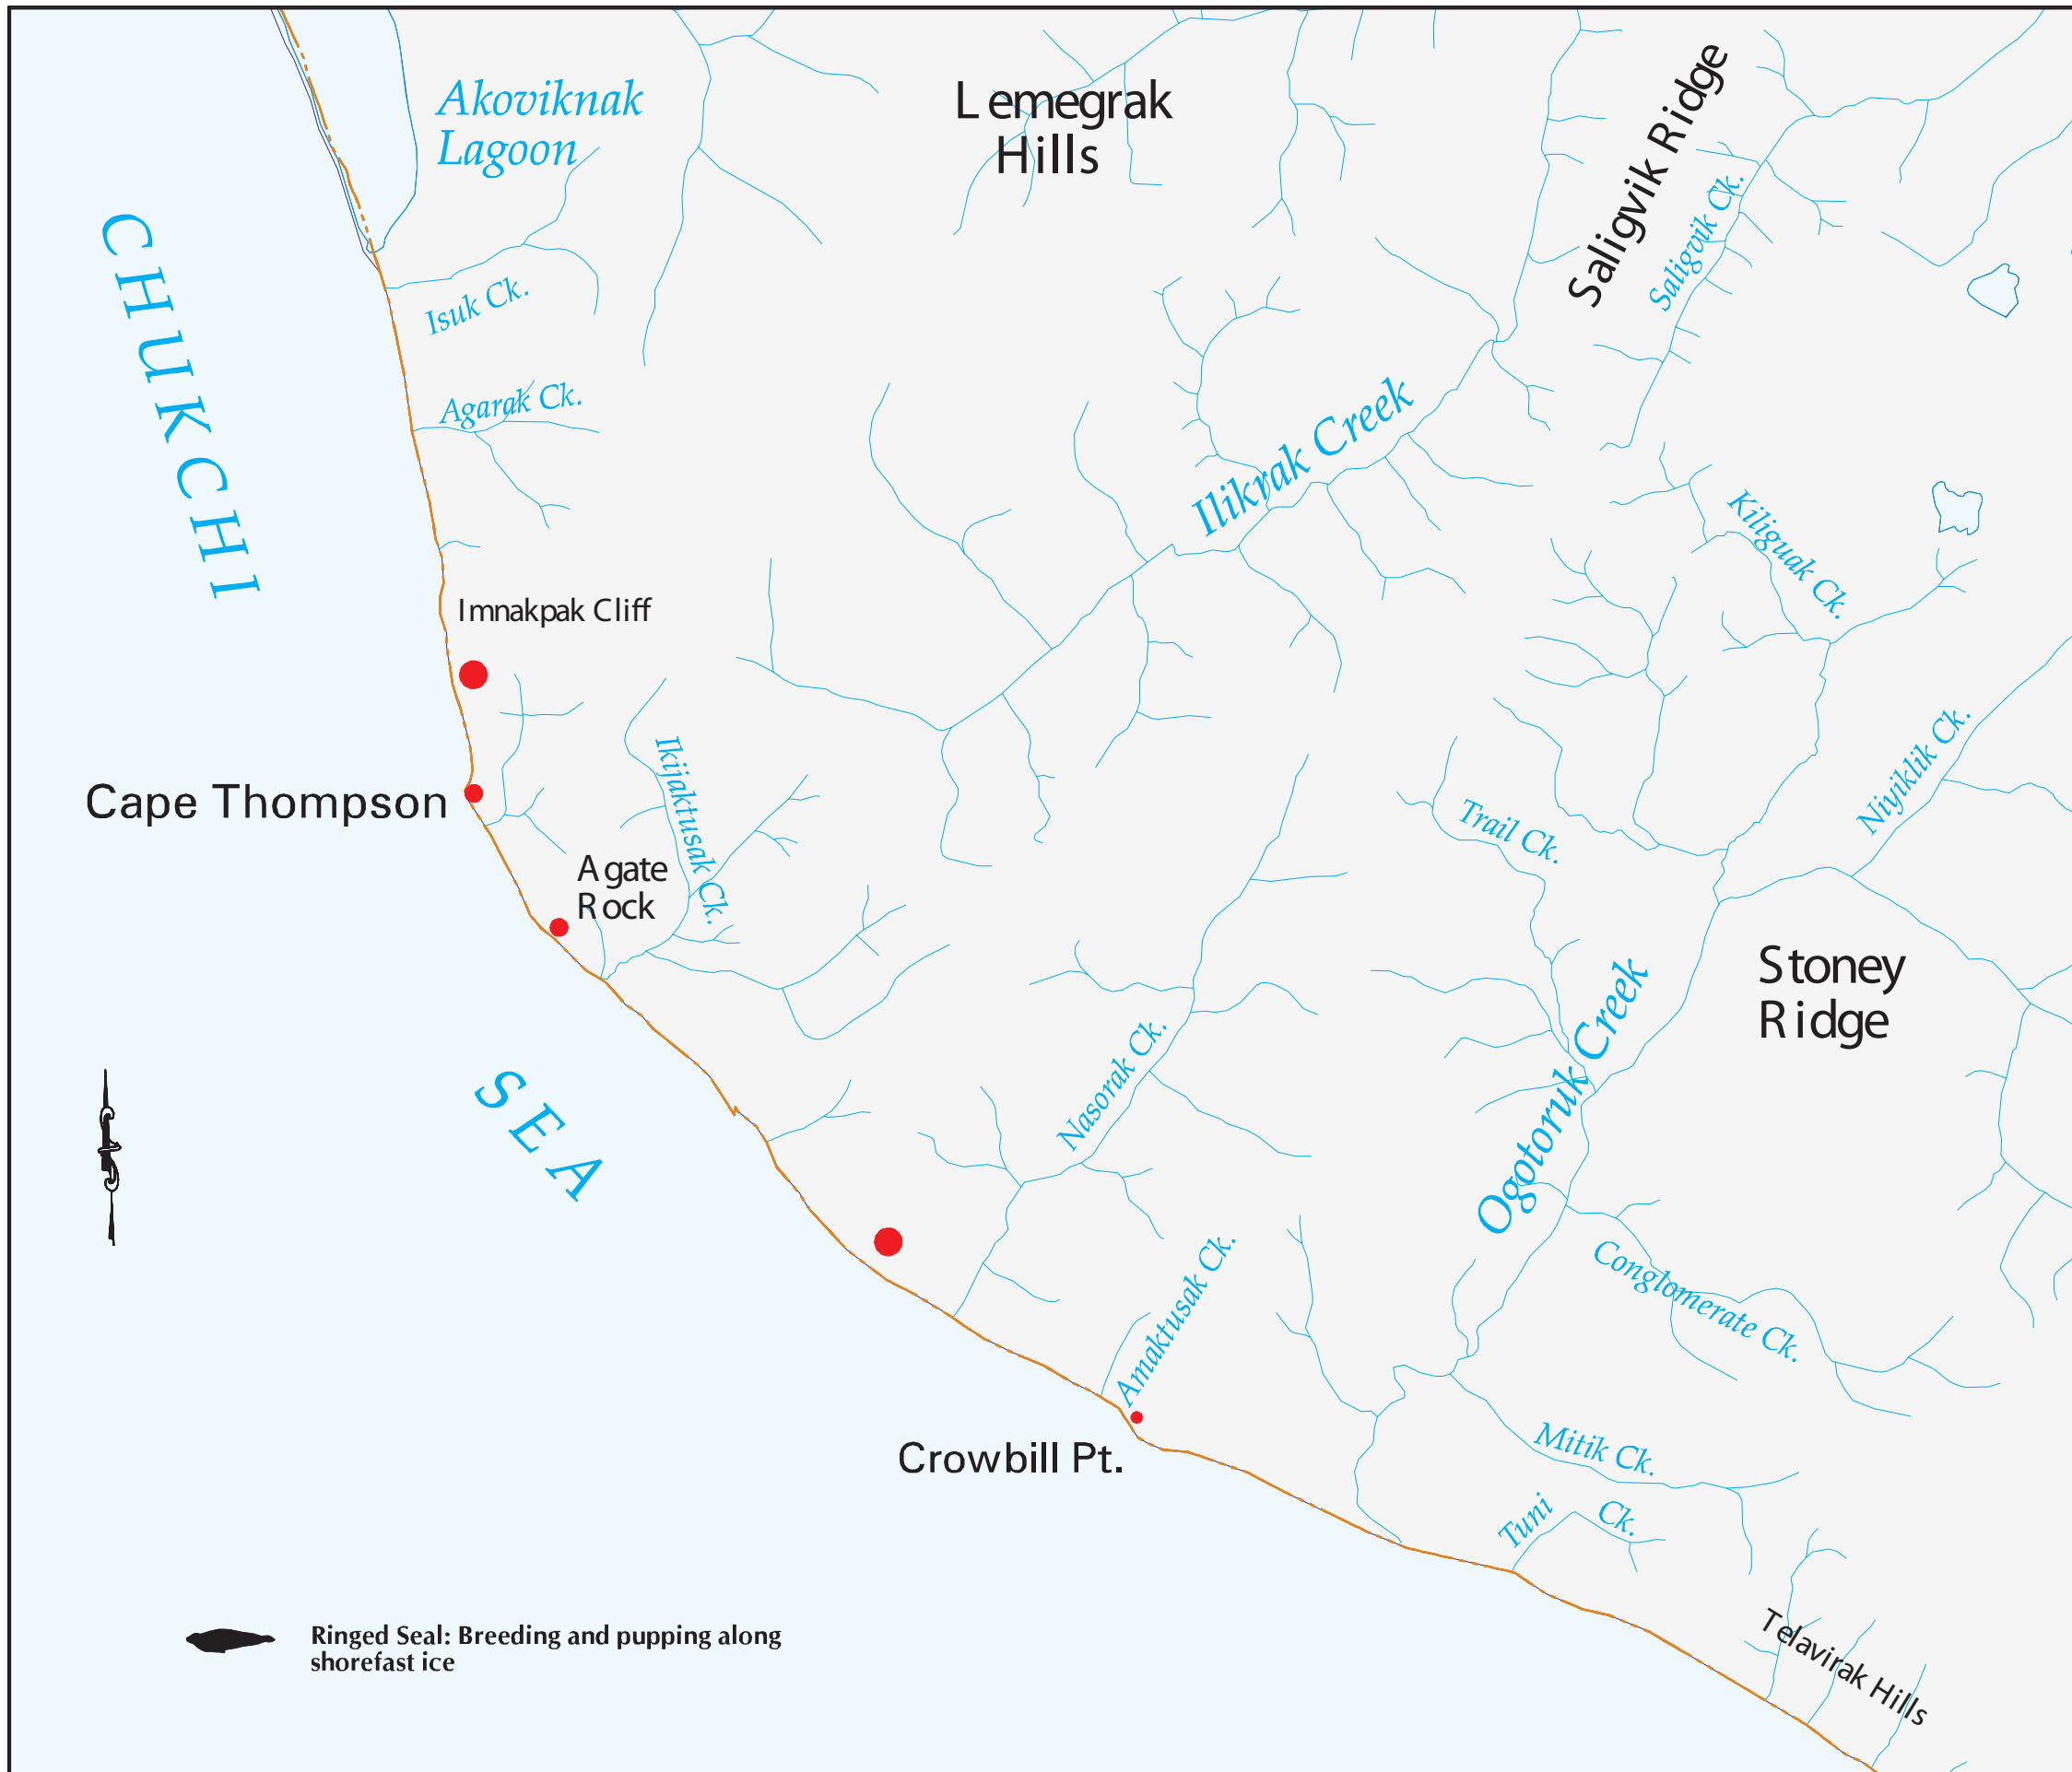 Akoviknak
Lagoon
Lemegrak
Hills
Saligvik Ridge
Saligvik Ck.
CHUKCHI
Isuk Ck.
Agarak Ck.
Ilikrak Creek
Kiliguak Ck.
Imnakpak Cliff
Niyiklik Ck.
Cape Thompson
Ikijaktusak Ck.
Trail Ck.
Agate
Rock
Stoney
Ridge
Ogotoruk Creek
Nasorak Ck.
SEA
Amaktusak Ck.
Conglomerate Ck.
Crowbill Pt.
Mitik Ck.
Tuni Ck.
Telavirak Hills
Ringed Seal: Breeding and pupping along
shorefast ice